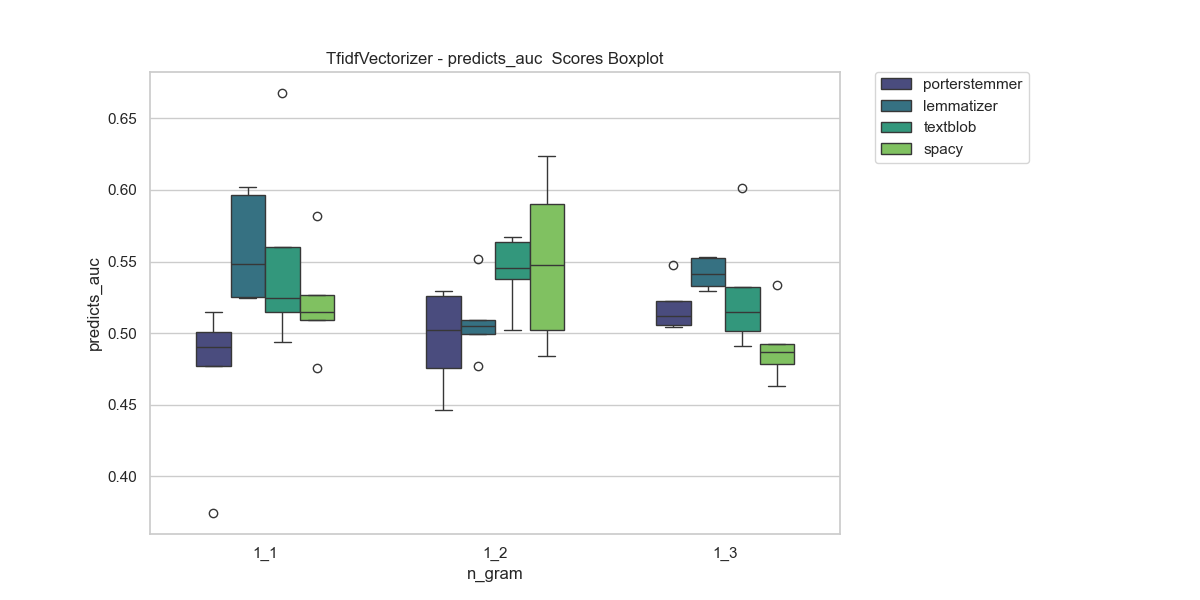 TfidfVectorizer - predicts_auc  Scores Boxplot
porterstemmer
lemmatizer
textblob
spacy
predicts_auc
0.65
0.60
0.55
0.50
0.45
0.40
1_1
1_2
1_3
n_gram